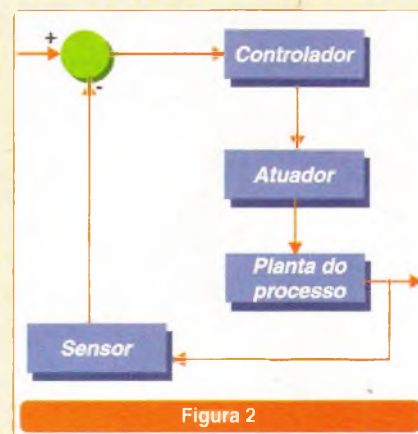 +
Controlador
-
Atuador
Planta do
processo
Sensor
Figura 2